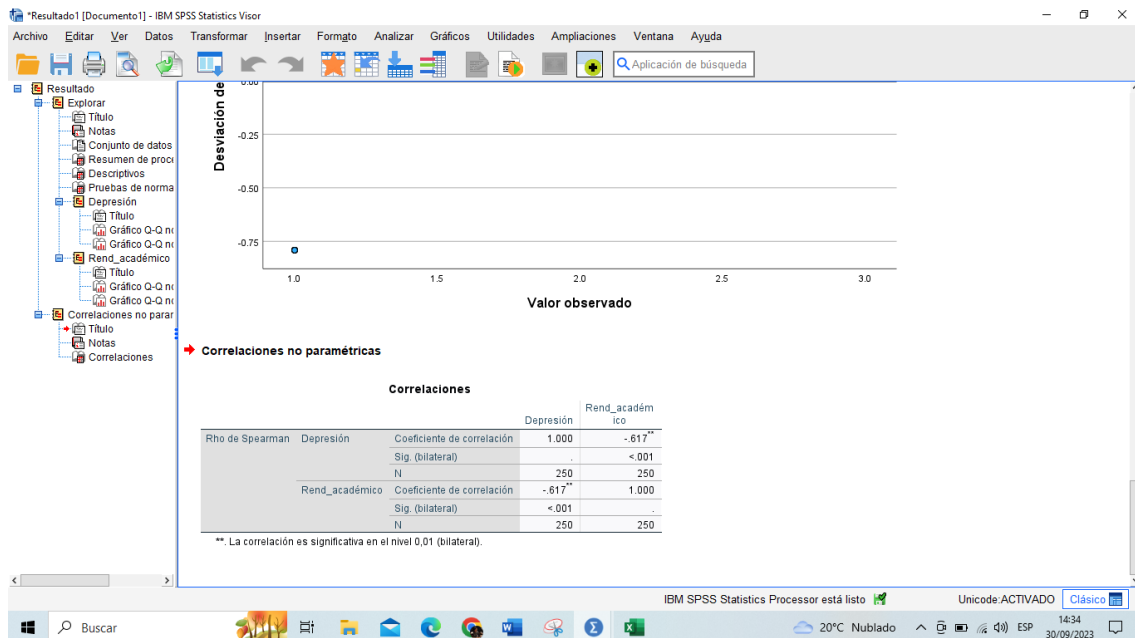 *Resultado1 [Documento1] - IBM SPSS Statistics Visor
Archivo Editar Ver Datos Transformar Insertar Formato Analizar Gráficos Utilidades Ampliaciones Ventana Ayuda
Aplicación de búsqueda
Resultado
Explorar
Título
Notas
Conjunto de datos
Resumen de proce
Descriptivos
Pruebas de norma
Depresión
Título
Gráfico Q-Q no
Gráfico Q-Q no
Rend_académico
Título
Gráfico Q-Q no
Gráfico Q-Q no
Correlaciones no parar
Título
Notas
Correlaciones
Desviación de
0.00
-0.25
-0.50
-0.75
1.0 1.5 2.0 2.5 3.0
Valor observado
Correlaciones no paramétricas
Correlaciones
Depresión Rend_académ
ico
Rho de Spearman Depresión Coeficiente de correlación 1.000 -.617**
Sig. (bilateral) . <.001
N 250 250
Rend_académico Coeficiente de correlación -.617** 1.000
Sig. (bilateral) <.001 .
N 250 250
**. La correlación es significativa en el nivel 0,01 (bilateral).
IBM SPSS Statistics Processor está listo Unicode:ACTIVADO Clásico
Buscar
20°C Nublado ESP 14:34
30/09/2023